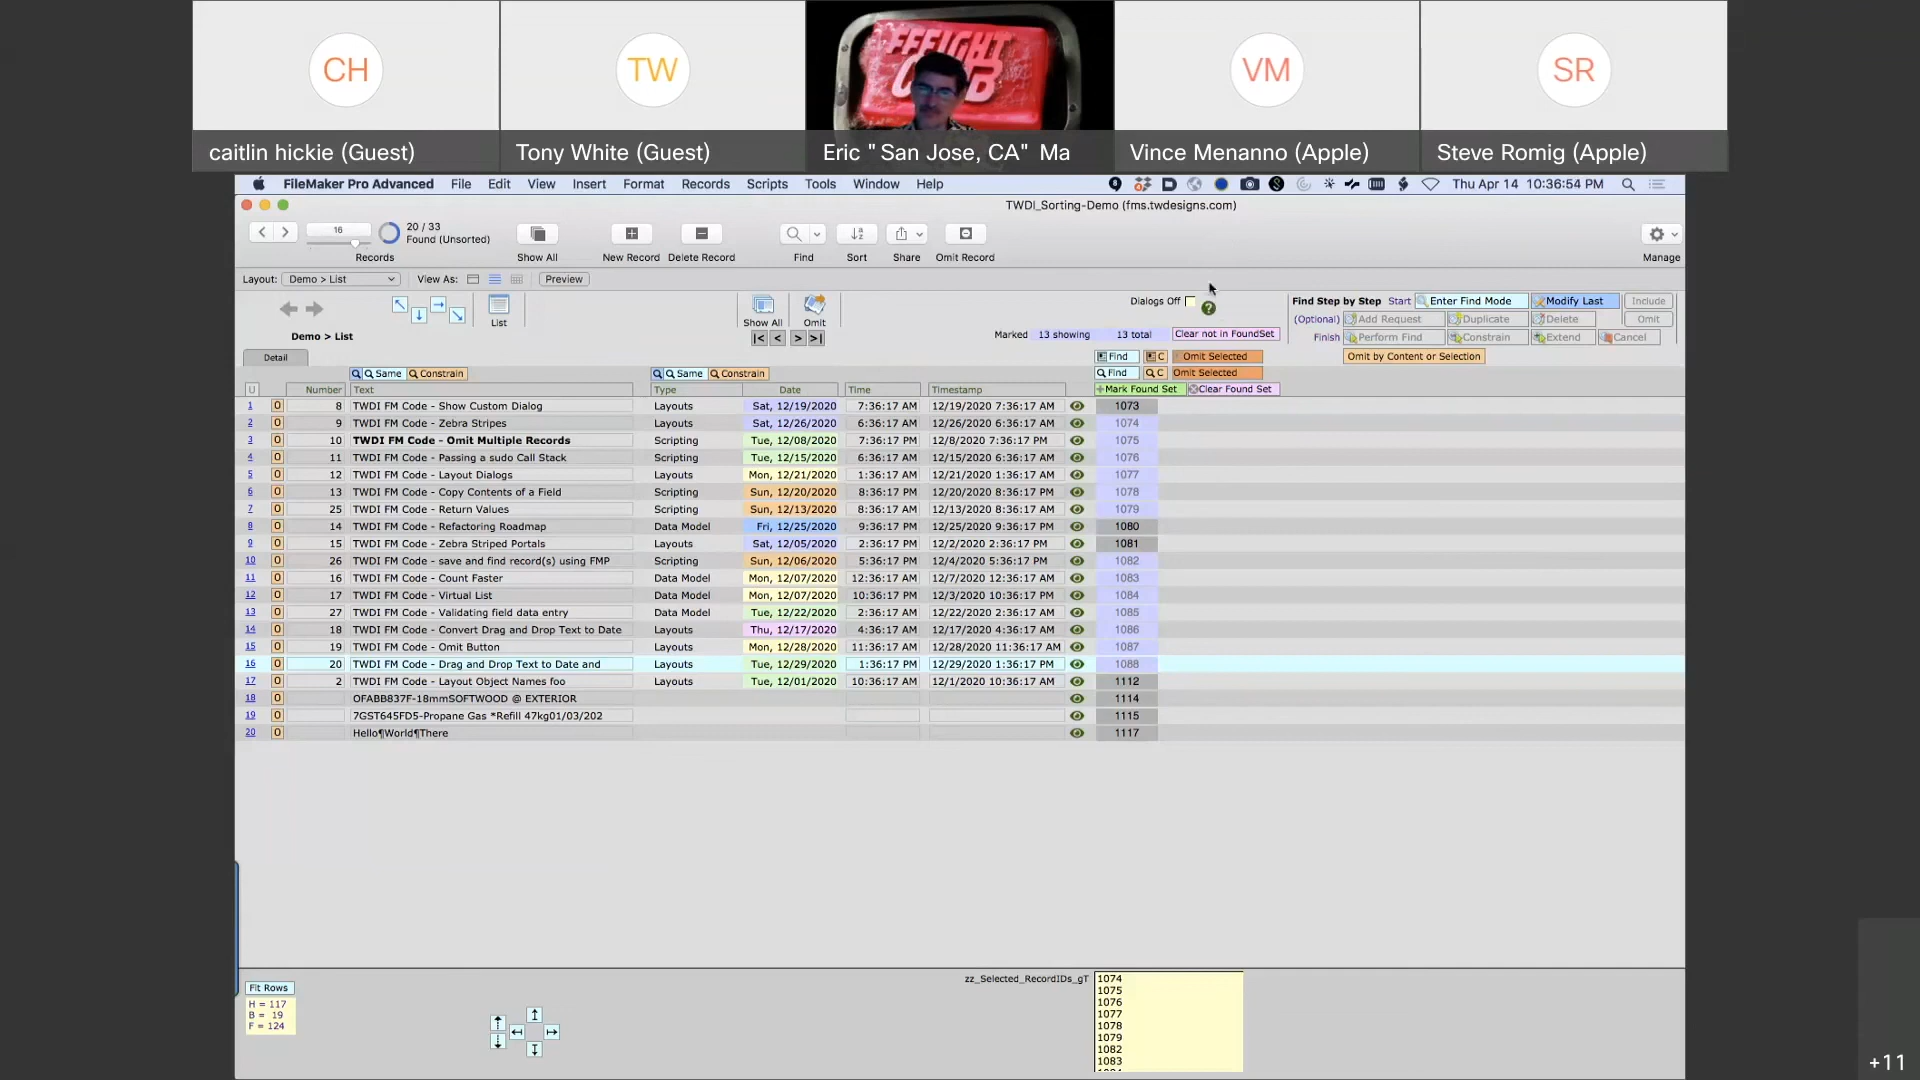 CH
TW
FFEIGHT
CLUB
VM
SR
caitlin hickie (Guest)
Tony White (Guest)
Eric "San Jose, CA" Ma
Vince Menanno (Apple)
Steve Romig (Apple)
FileMaker Pro Advanced File Edit View Insert Format Records Scripts Tools Window Help Thu Apr 14 10:36:54 PM
TWDI_Sorting-Demo (fms.twdesigns.com)
16 20 / 33
Found (Unsorted)
Records Show All New Record Delete Record Find Sort Share Omit Record Manage
Layout: Demo > List View As: Preview
List Show All Omit
Dialogs Off ? Find Step by Step Start Enter Find Mode Modify Last Include
(Optional) Add Request Duplicate Delete Omit
Demo > List |< < > >| Marked 13 showing 13 total Clear not in FoundSet Finish Perform Find Constrain Extend Cancel
Detail Find C Omit Selected Omit by Content or Selection
Same Constrain Same Constrain Find C Omit Selected
U Number Text Type Date Time Timestamp Mark Found Set Clear Found Set
1 O 8 TWDI FM Code - Show Custom Dialog Layouts Sat, 12/19/2020 7:36:17 AM 12/19/2020 7:36:17 AM 1073
2 O 9 TWDI FM Code - Zebra Stripes Layouts Sat, 12/26/2020 6:36:17 AM 12/26/2020 6:36:17 AM 1074
3 O 10 TWDI FM Code - Omit Multiple Records Scripting Tue, 12/08/2020 7:36:17 PM 12/8/2020 7:36:17 PM 1075
4 O 11 TWDI FM Code - Passing a sudo Call Stack Scripting Tue, 12/15/2020 6:36:17 AM 12/15/2020 6:36:17 AM 1076
5 O 12 TWDI FM Code - Layout Dialogs Layouts Mon, 12/21/2020 1:36:17 AM 12/21/2020 1:36:17 AM 1077
6 O 13 TWDI FM Code - Copy Contents of a Field Scripting Sun, 12/20/2020 8:36:17 PM 12/20/2020 8:36:17 PM 1078
7 O 25 TWDI FM Code - Return Values Scripting Sun, 12/13/2020 8:36:17 AM 12/13/2020 8:36:17 AM 1079
8 O 14 TWDI FM Code - Refactoring Roadmap Data Model Fri, 12/25/2020 9:36:17 PM 12/25/2020 9:36:17 PM 1080
9 O 15 TWDI FM Code - Zebra Striped Portals Layouts Sat, 12/05/2020 2:36:17 PM 12/2/2020 2:36:17 PM 1081
10 O 26 TWDI FM Code - save and find record(s) using FMP Scripting Sun, 12/06/2020 5:36:17 PM 12/4/2020 5:36:17 PM 1082
11 O 16 TWDI FM Code - Count Faster Data Model Mon, 12/07/2020 12:36:17 AM 12/7/2020 12:36:17 AM 1083
12 O 17 TWDI FM Code - Virtual List Data Model Mon, 12/07/2020 10:36:17 PM 12/3/2020 10:36:17 PM 1084
13 O 27 TWDI FM Code - Validating field data entry Data Model Tue, 12/22/2020 2:36:17 AM 12/22/2020 2:36:17 AM 1085
14 O 18 TWDI FM Code - Convert Drag and Drop Text to Date Layouts Thu, 12/17/2020 4:36:17 AM 12/17/2020 4:36:17 AM 1086
15 O 19 TWDI FM Code - Omit Button Layouts Mon, 12/28/2020 11:36:17 AM 12/28/2020 11:36:17 AM 1087
16 O 20 TWDI FM Code - Drag and Drop Text to Date and Layouts Tue, 12/29/2020 1:36:17 PM 12/29/2020 1:36:17 PM 1088
17 O 2 TWDI FM Code - Layout Object Names foo Layouts Tue, 12/01/2020 10:36:17 AM 12/1/2020 10:36:17 AM 1112
18 O OFABB837F-18mmSOFTWOOD @ EXTERIOR 1114
19 O 7GST645FD5-Propane Gas *Refill 47kg01/03/202 1115
20 O Hello¶World¶There 1117
Fit Rows
H = 117
B = 19
F = 124
zz_Selected_RecordIDs_gT
1074
1075
1076
1077
1078
1079
1082
1083
+11